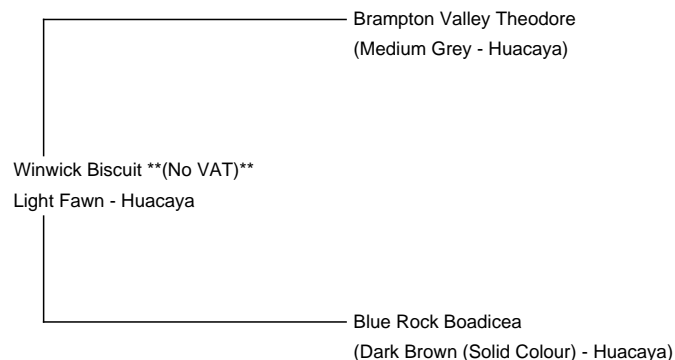 Brampton Valley Theodore
(Medium Grey - Huacaya)
Winwick Biscuit **(No VAT)**
Light Fawn - Huacaya
Blue Rock Boadicea
(Dark Brown (Solid Colour) - Huacaya)